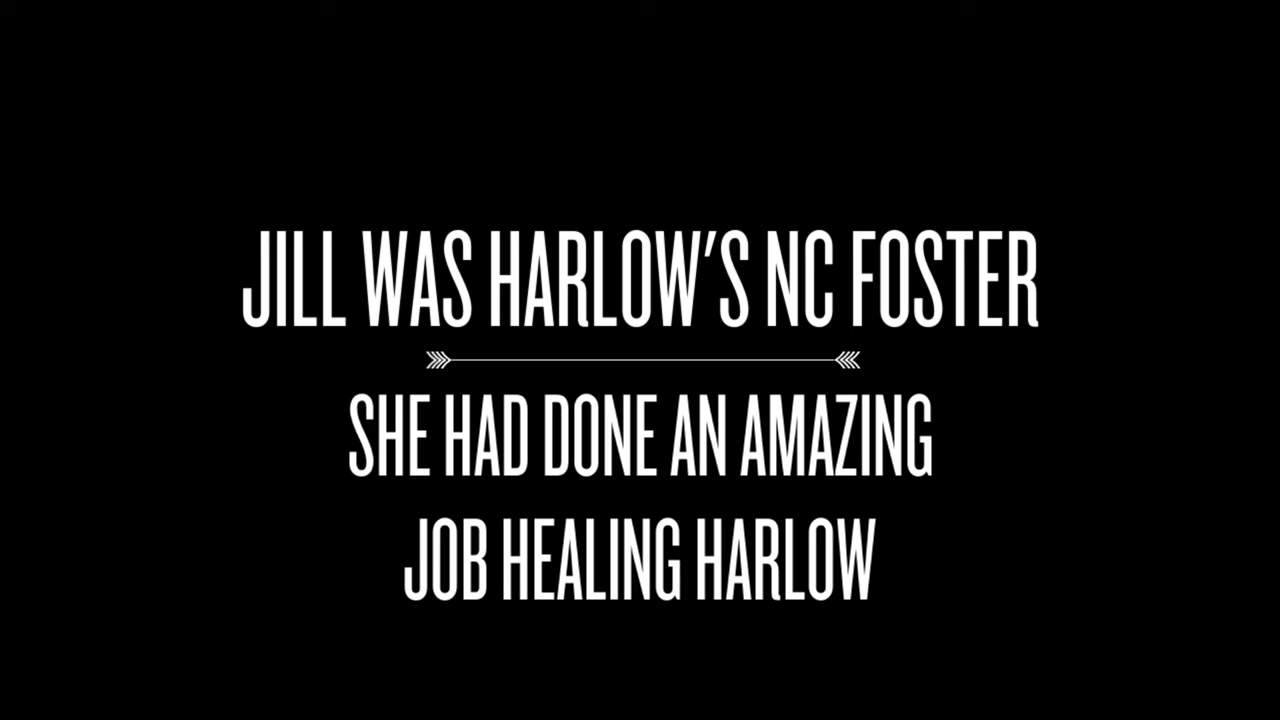 JILL WAS HARLOW'S NC FOSTER
SHE HAD DONE AN AMAZING
JOB HEALING HARLOW